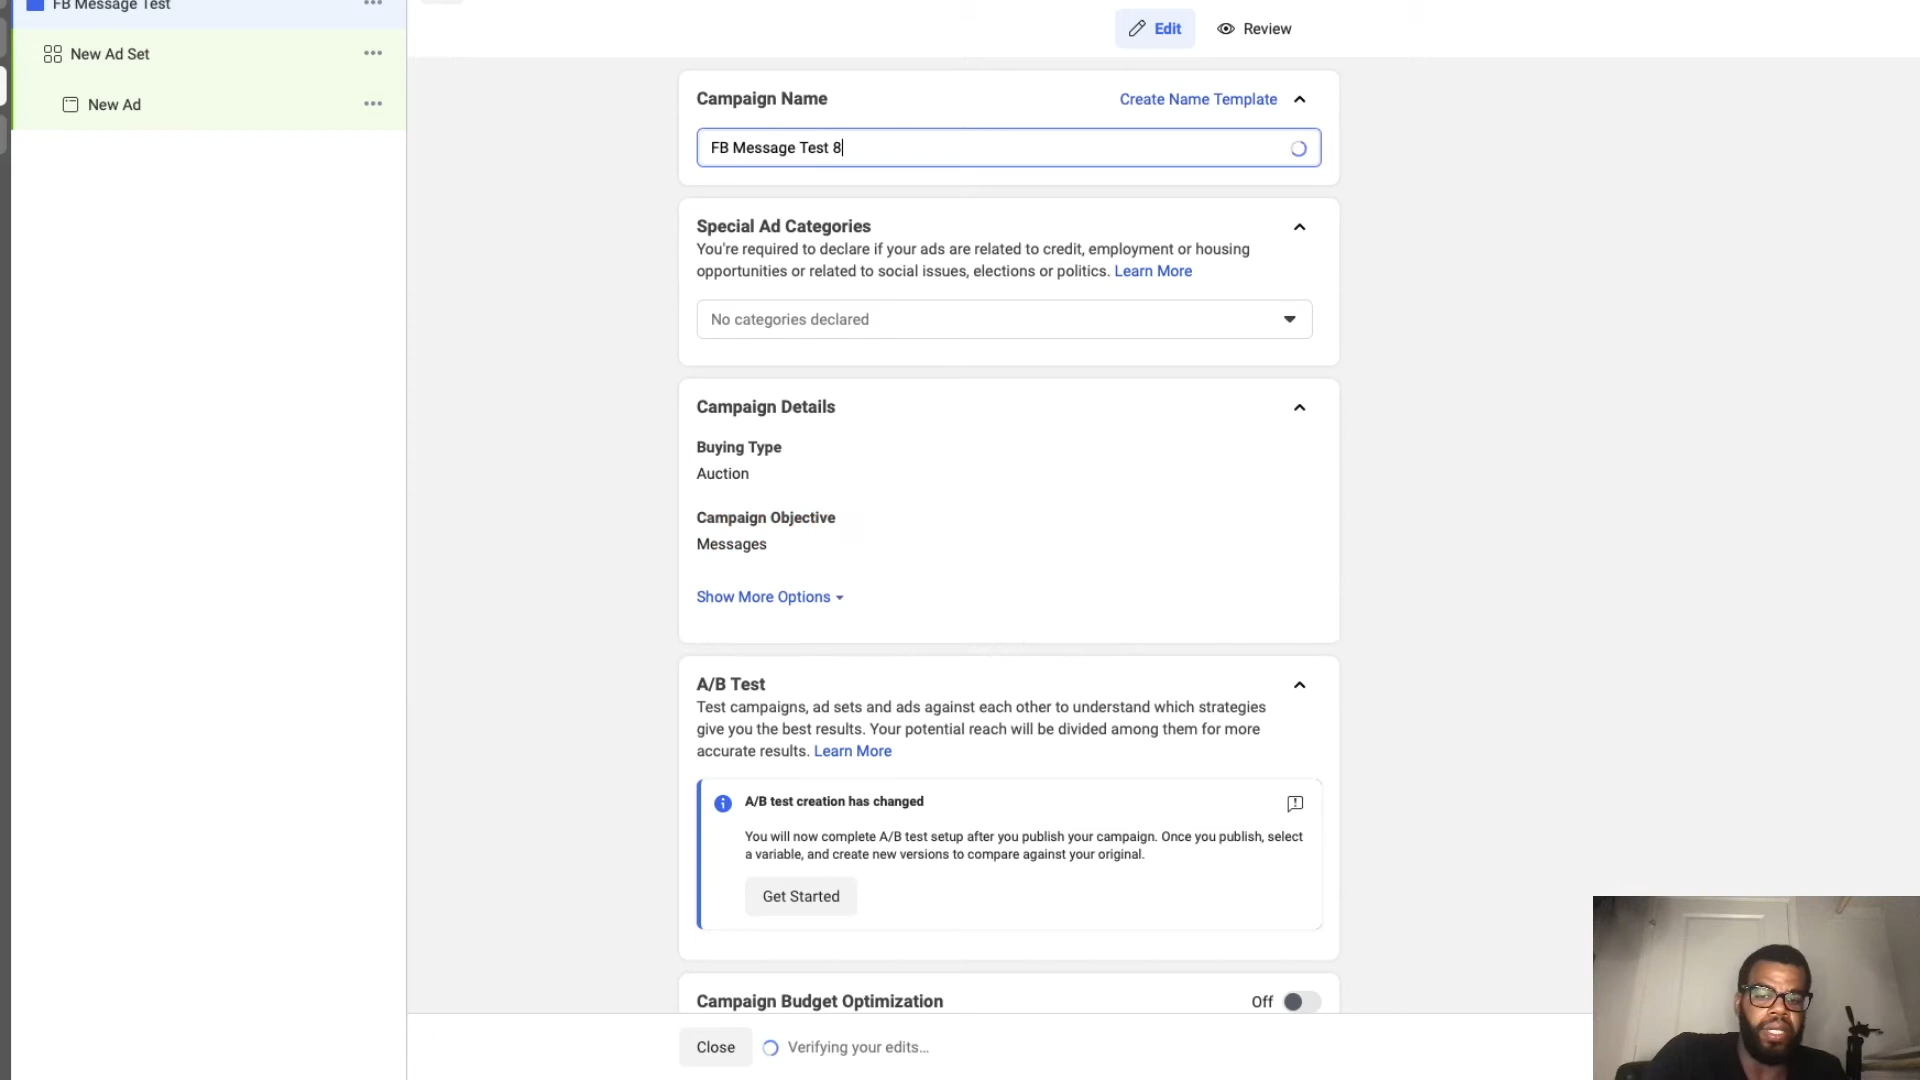 FB Message Test
New Ad Set
New Ad
Edit
Review
Campaign Name
Create Name Template
FB Message Test 8
Special Ad Categories
You're required to declare if your ads are related to credit, employment or housing
opportunities or related to social issues, elections or politics. Learn More
No categories declared
Campaign Details
Buying Type
Auction
Campaign Objective
Messages
Show More Options
A/B Test
Test campaigns, ad sets and ads against each other to understand which strategies
give you the best results. Your potential reach will be divided among them for more
accurate results. Learn More
A/B test creation has changed
You will now complete A/B test setup after you publish your campaign. Once you publish, select
a variable, and create new versions to compare against your original.
Get Started
Campaign Budget Optimization
Off
Close
Verifying your edits...